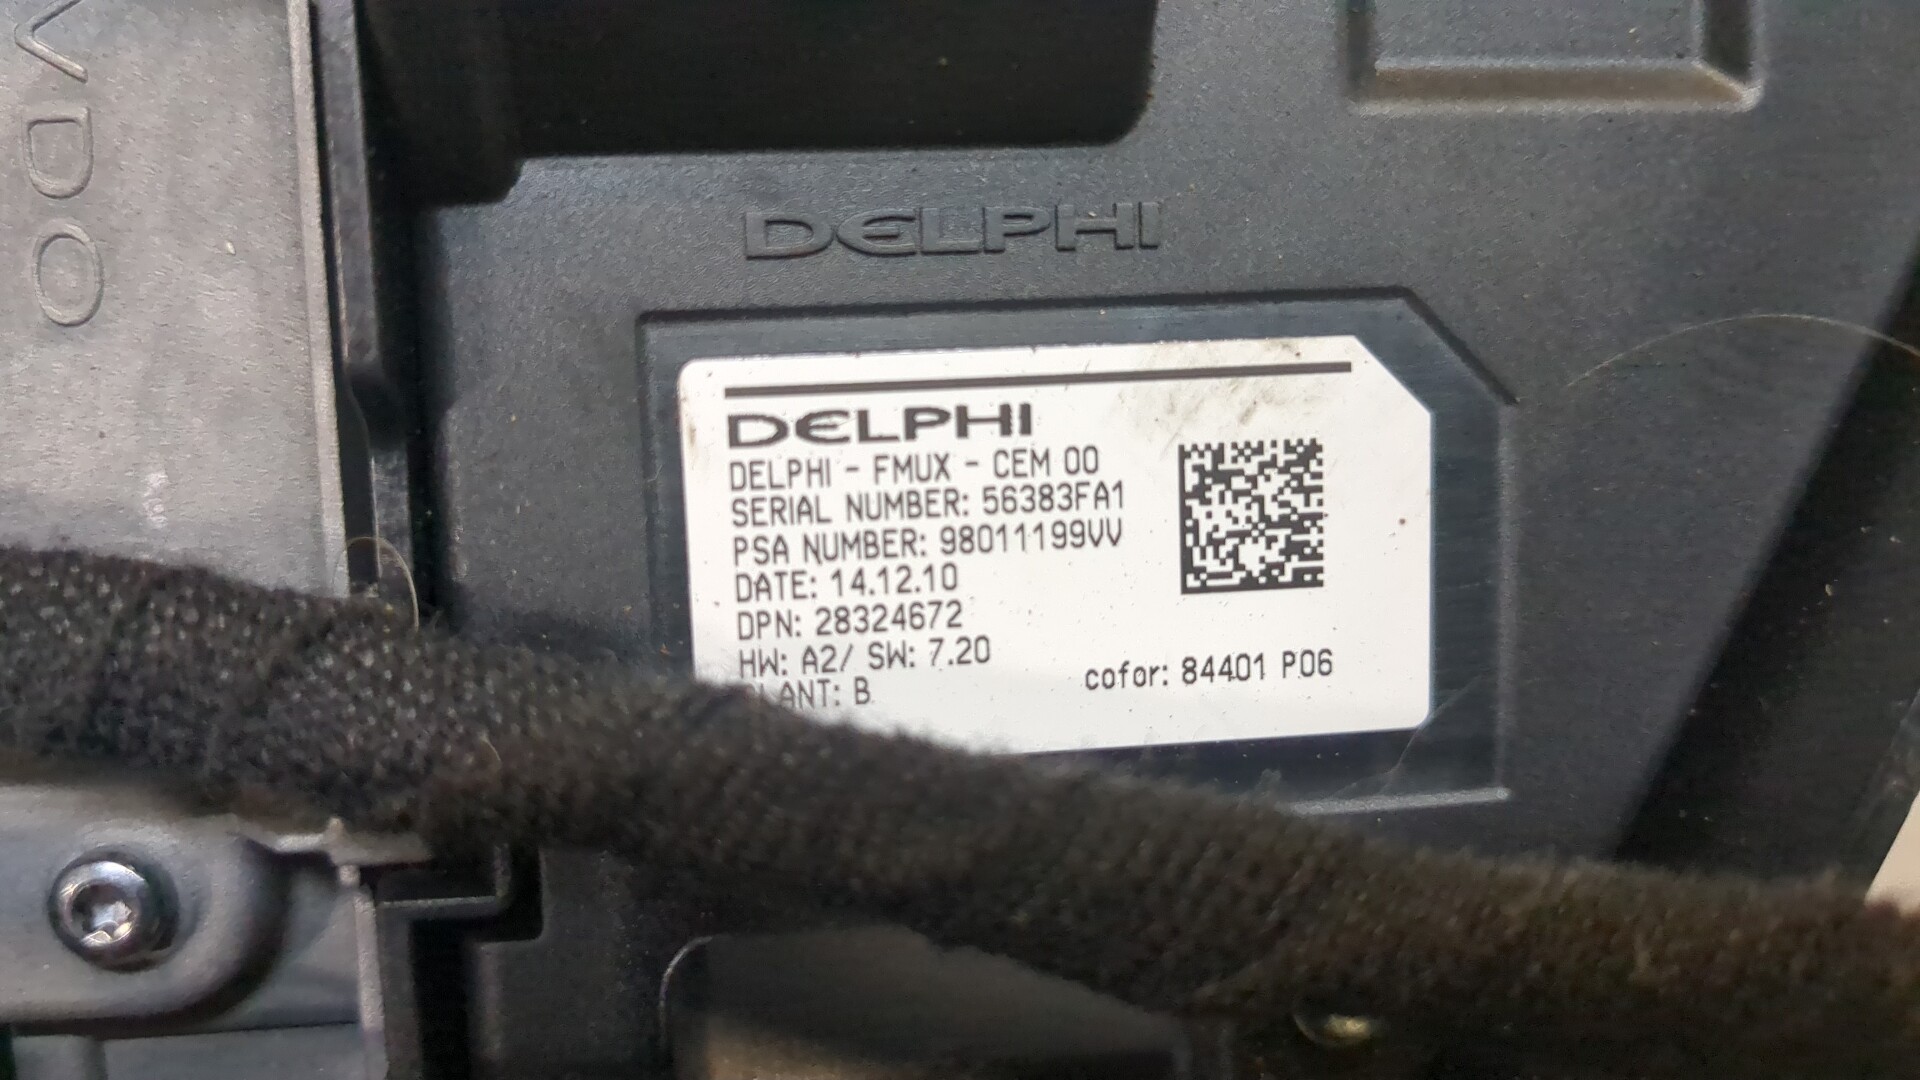 VDO
DELPHI
DELPHI
DELPHI - FMUX - CEM 00
SERIAL NUMBER: 56383FA1
PSA NUMBER: 98011199VV
DATE: 14.12.10
DPN: 28324672
HW: A2/ SW: 7.20
PLANT: B
cofor: 84401 P06